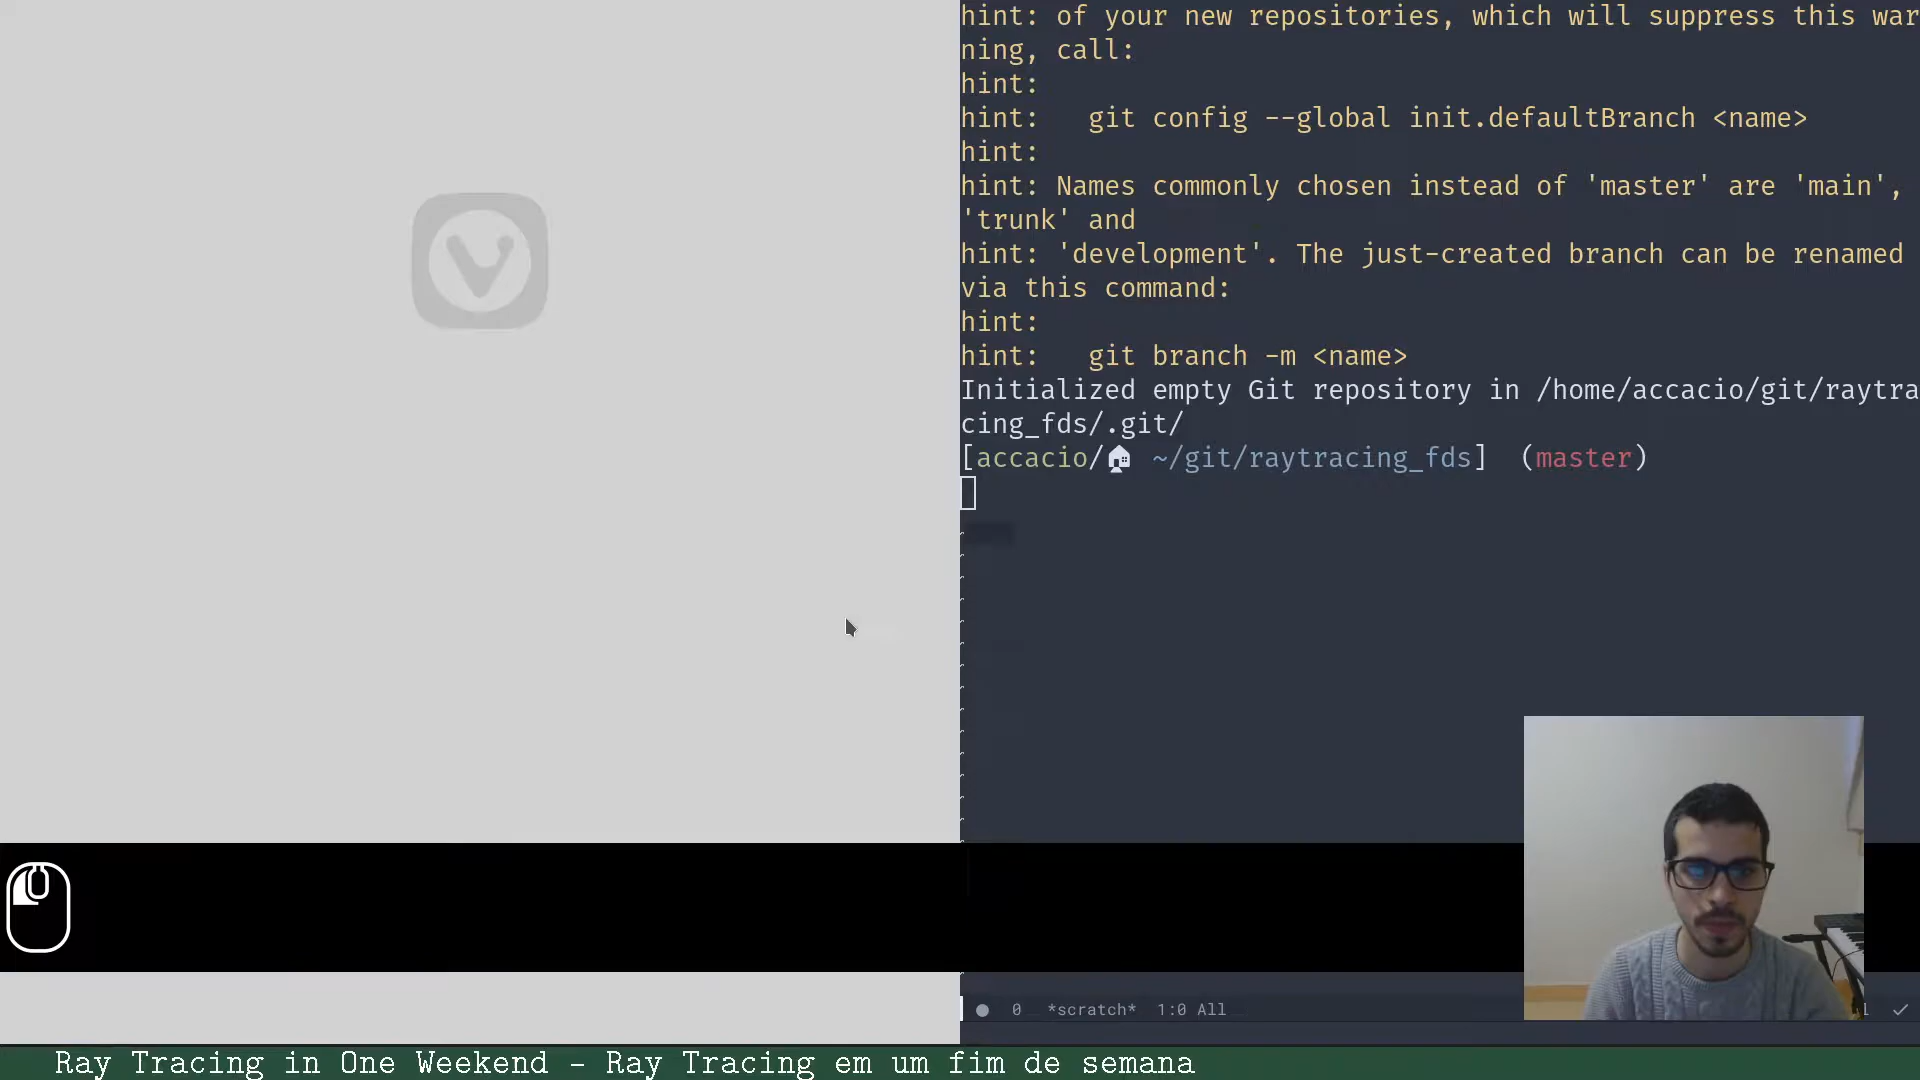 hint: of your new repositories, which will suppress this war
ning, call:
hint:
hint:   git config --global init.defaultBranch <name>
hint:
hint: Names commonly chosen instead of 'master' are 'main',
'trunk' and
hint: 'development'. The just-created branch can be renamed
via this command:
hint:
hint:   git branch -m <name>
Initialized empty Git repository in /home/accacio/git/raytra
cing_fds/.git/
[accacio/🏠 ~/git/raytracing_fds]  (master)
0 *scratch* 1:0 All
Ray Tracing in One Weekend - Ray Tracing em um fim de semana